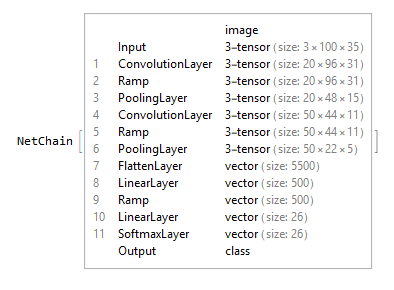 image
Input 3-tensor (size: 3×100×35)
1 ConvolutionLayer 3-tensor (size: 20×96×31)
2 Ramp 3-tensor (size: 20×96×31)
3 PoolingLayer 3-tensor (size: 20×48×15)
4 ConvolutionLayer 3-tensor (size: 50×44×11)
5 Ramp 3-tensor (size: 50×44×11)
NetChain[ 6 PoolingLayer 3-tensor (size: 50×22×5) ]
7 FlattenLayer vector (size: 5500)
8 LinearLayer vector (size: 500)
9 Ramp vector (size: 500)
10 LinearLayer vector (size: 26)
11 SoftmaxLayer vector (size: 26)
Output class